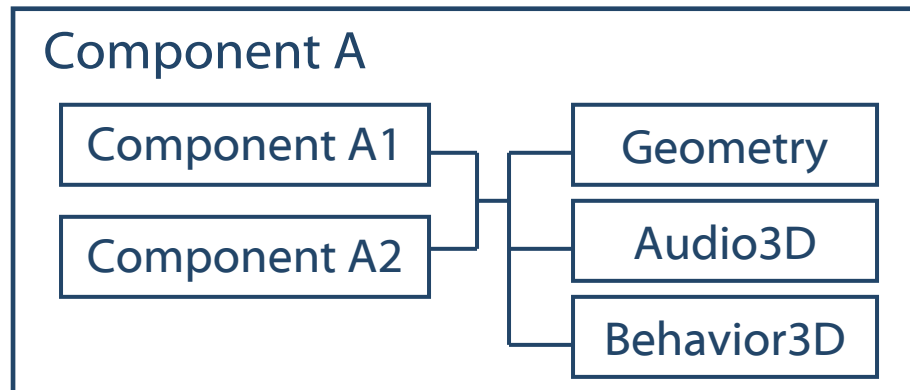 Component A
Component A1
Component A2
Geometry
Audio3D
Behavior3D